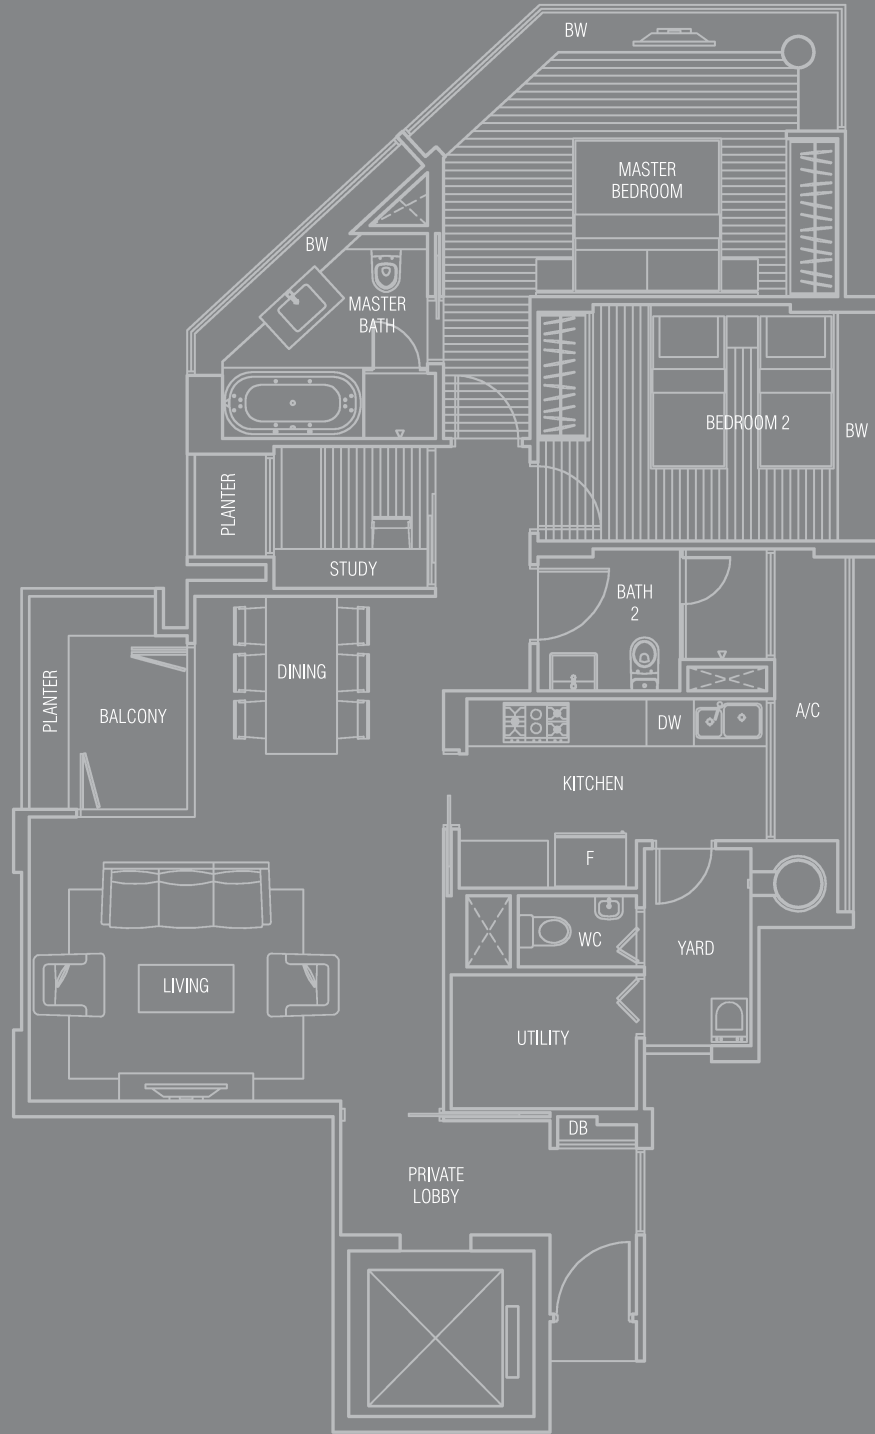 BW
MASTER
BEDROOM
BW
MASTER
BATH
BEDROOM 2
BW
PLANTER
STUDY
BATH
2
DINING
PLANTER
BALCONY
DW
A/C
KITCHEN
F
WC
YARD
LIVING
UTILITY
DB
PRIVATE
LOBBY